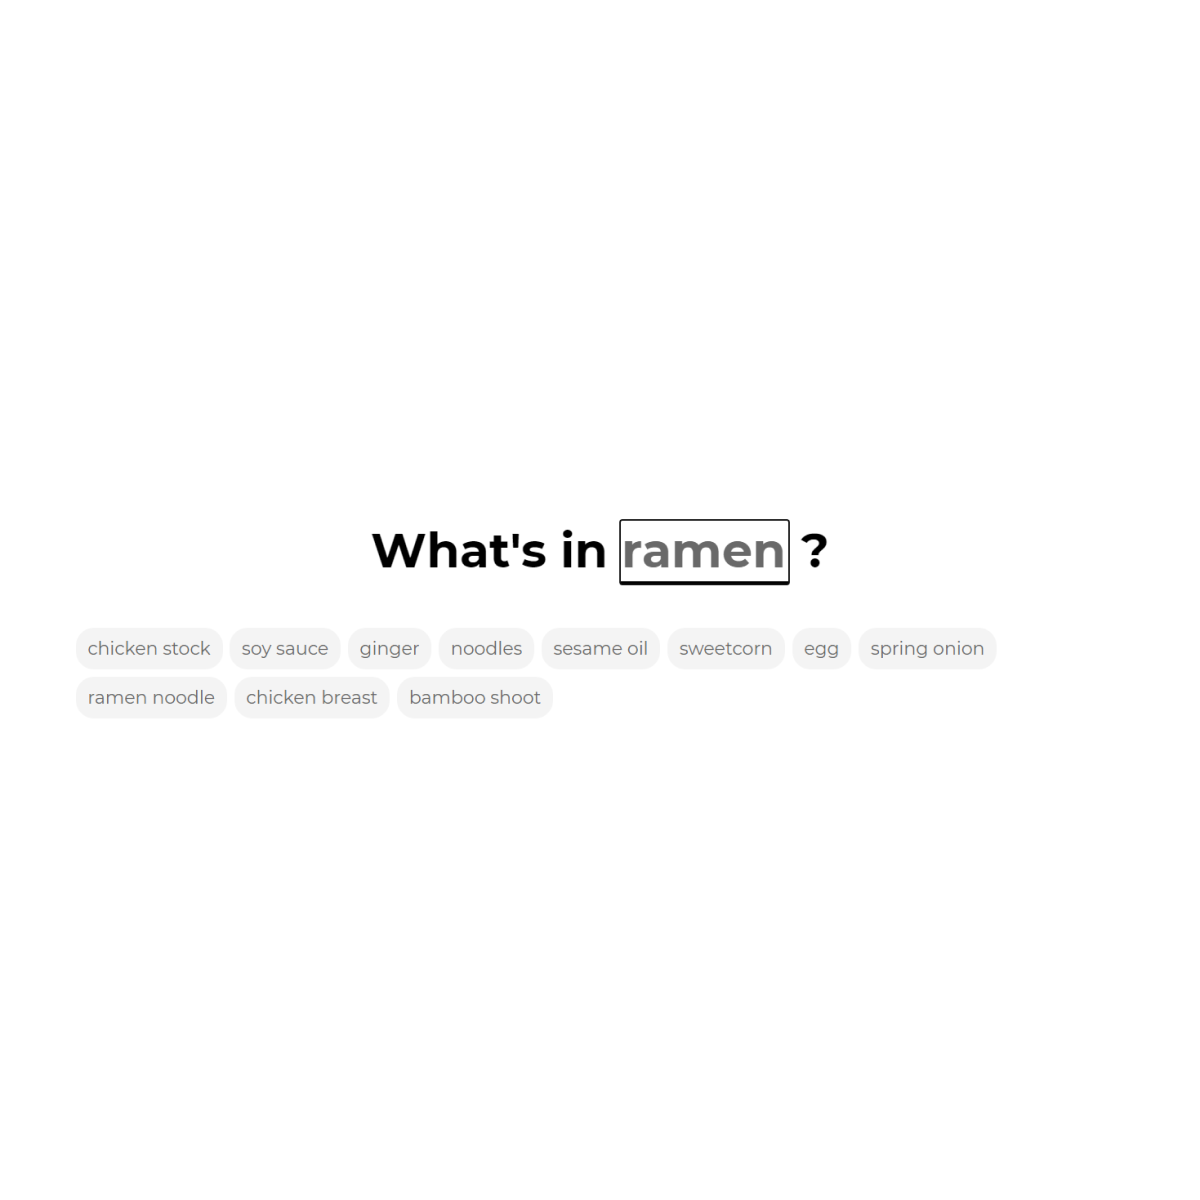 What's in ramen ?
chicken stock soy sauce ginger noodles sesame oil sweetcorn egg spring onion
ramen noodle chicken breast bamboo shoot